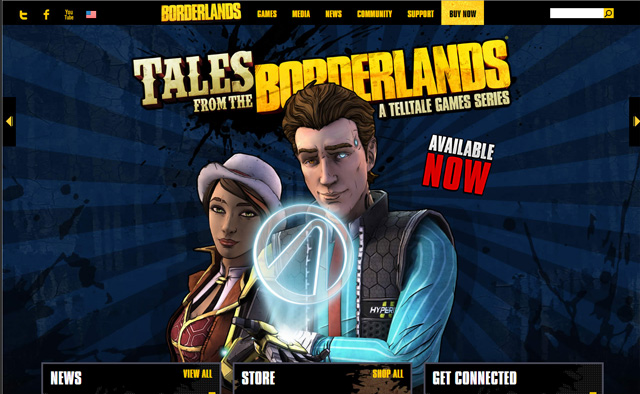 You
Tube
BORDERLANDS
GAMES
MEDIA
NEWS
COMMUNITY
SUPPORT
BUY NOW
TALES
FROM THE
BORDERLANDS
A TELLTALE GAMES SERIES
AVAILABLE
NOW
HYPER
NEWS
VIEW ALL
STORE
SHOP ALL
GET CONNECTED